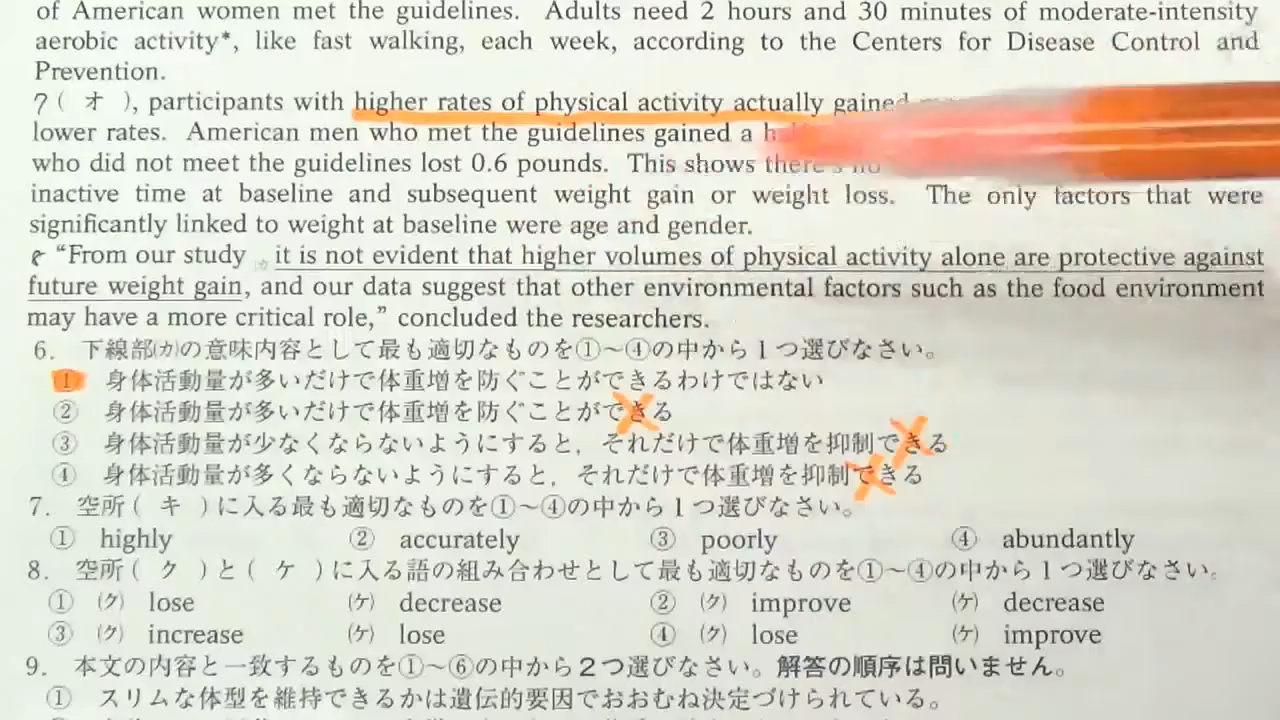 of American women met the guidelines. Adults need 2 hours and 30 minutes of moderate-intensity
aerobic activity*, like fast walking, each week, according to the Centers for Disease Control and
Prevention.
7 ( オ ), participants with higher rates of physical activity actually gained
lower rates. American men who met the guidelines gained a
who did not meet the guidelines lost 0.6 pounds. This shows there's no
inactive time at baseline and subsequent weight gain or weight loss. The only factors that were
significantly linked to weight at baseline were age and gender.
8 “From our study (カ) it is not evident that higher volumes of physical activity alone are protective against
future weight gain, and our data suggest that other environmental factors such as the food environment
may have a more critical role,” concluded the researchers.
6. 下線部(カ)の意味内容として最も適切なものを①〜④の中から1つ選びなさい。
① 身体活動量が多いだけで体重増を防ぐことができるわけではない
② 身体活動量が多いだけで体重増を防ぐことができる
③ 身体活動量が少なくならないようにすると，それだけで体重増を抑制できる
④ 身体活動量が多くならないようにすると，それだけで体重増を抑制できる
7. 空所( キ )に入る最も適切なものを①〜④の中から1つ選びなさい。
① highly ② accurately ③ poorly ④ abundantly
8. 空所( ク )と( ケ )に入る語の組み合わせとして最も適切なものを①〜④の中から1つ選びなさい。
① (ク) lose (ケ) decrease ② (ク) improve (ケ) decrease
③ (ク) increase (ケ) lose ④ (ク) lose (ケ) improve
9. 本文の内容と一致するものを①〜⑥の中から2つ選びなさい。解答の順序は問いません。
① スリムな体型を維持できるかは遺伝的要因でおおむね決定づけられている。